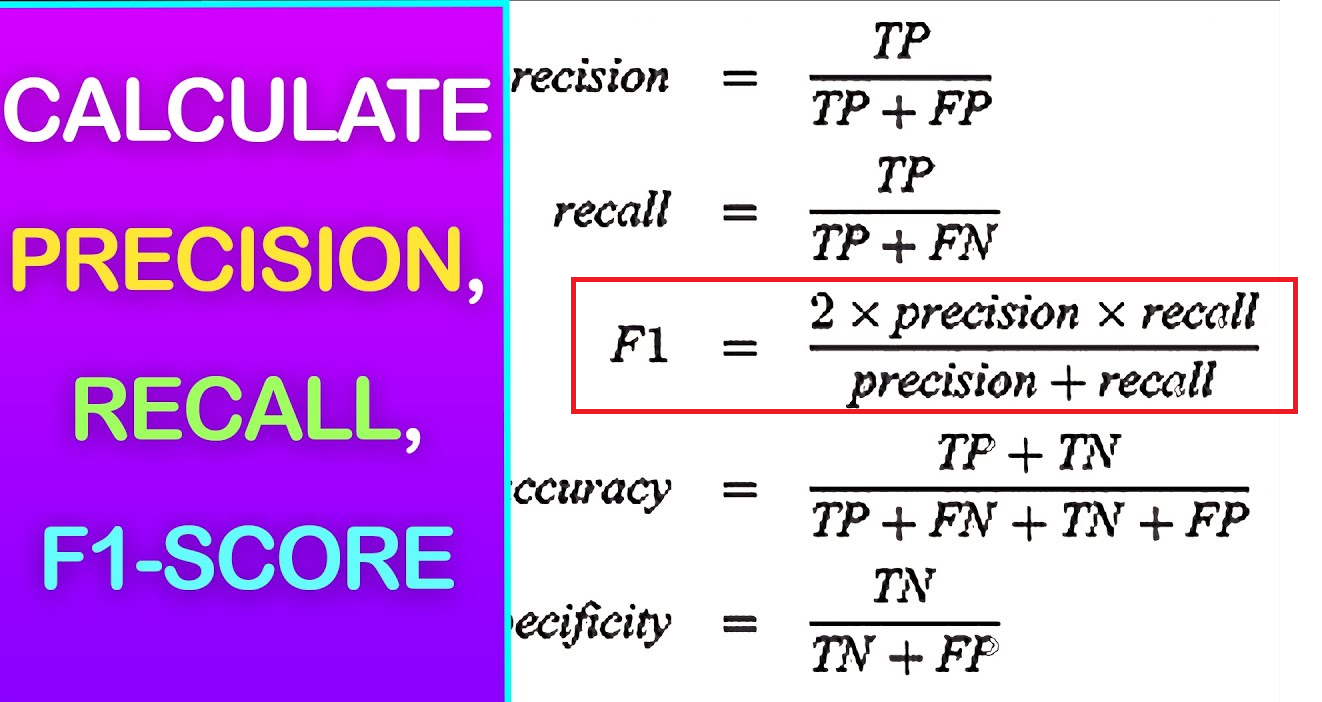 CALCULATE
PRECISION,
RECALL,
F1-SCORE
recision = TP / TP + FP
recall = TP / TP + FN
F1 = 2 × precision × recall / precision + recall
ccuracy = TP + TN / TP + FN + TN + FP
ecificity = TN / TN + FP